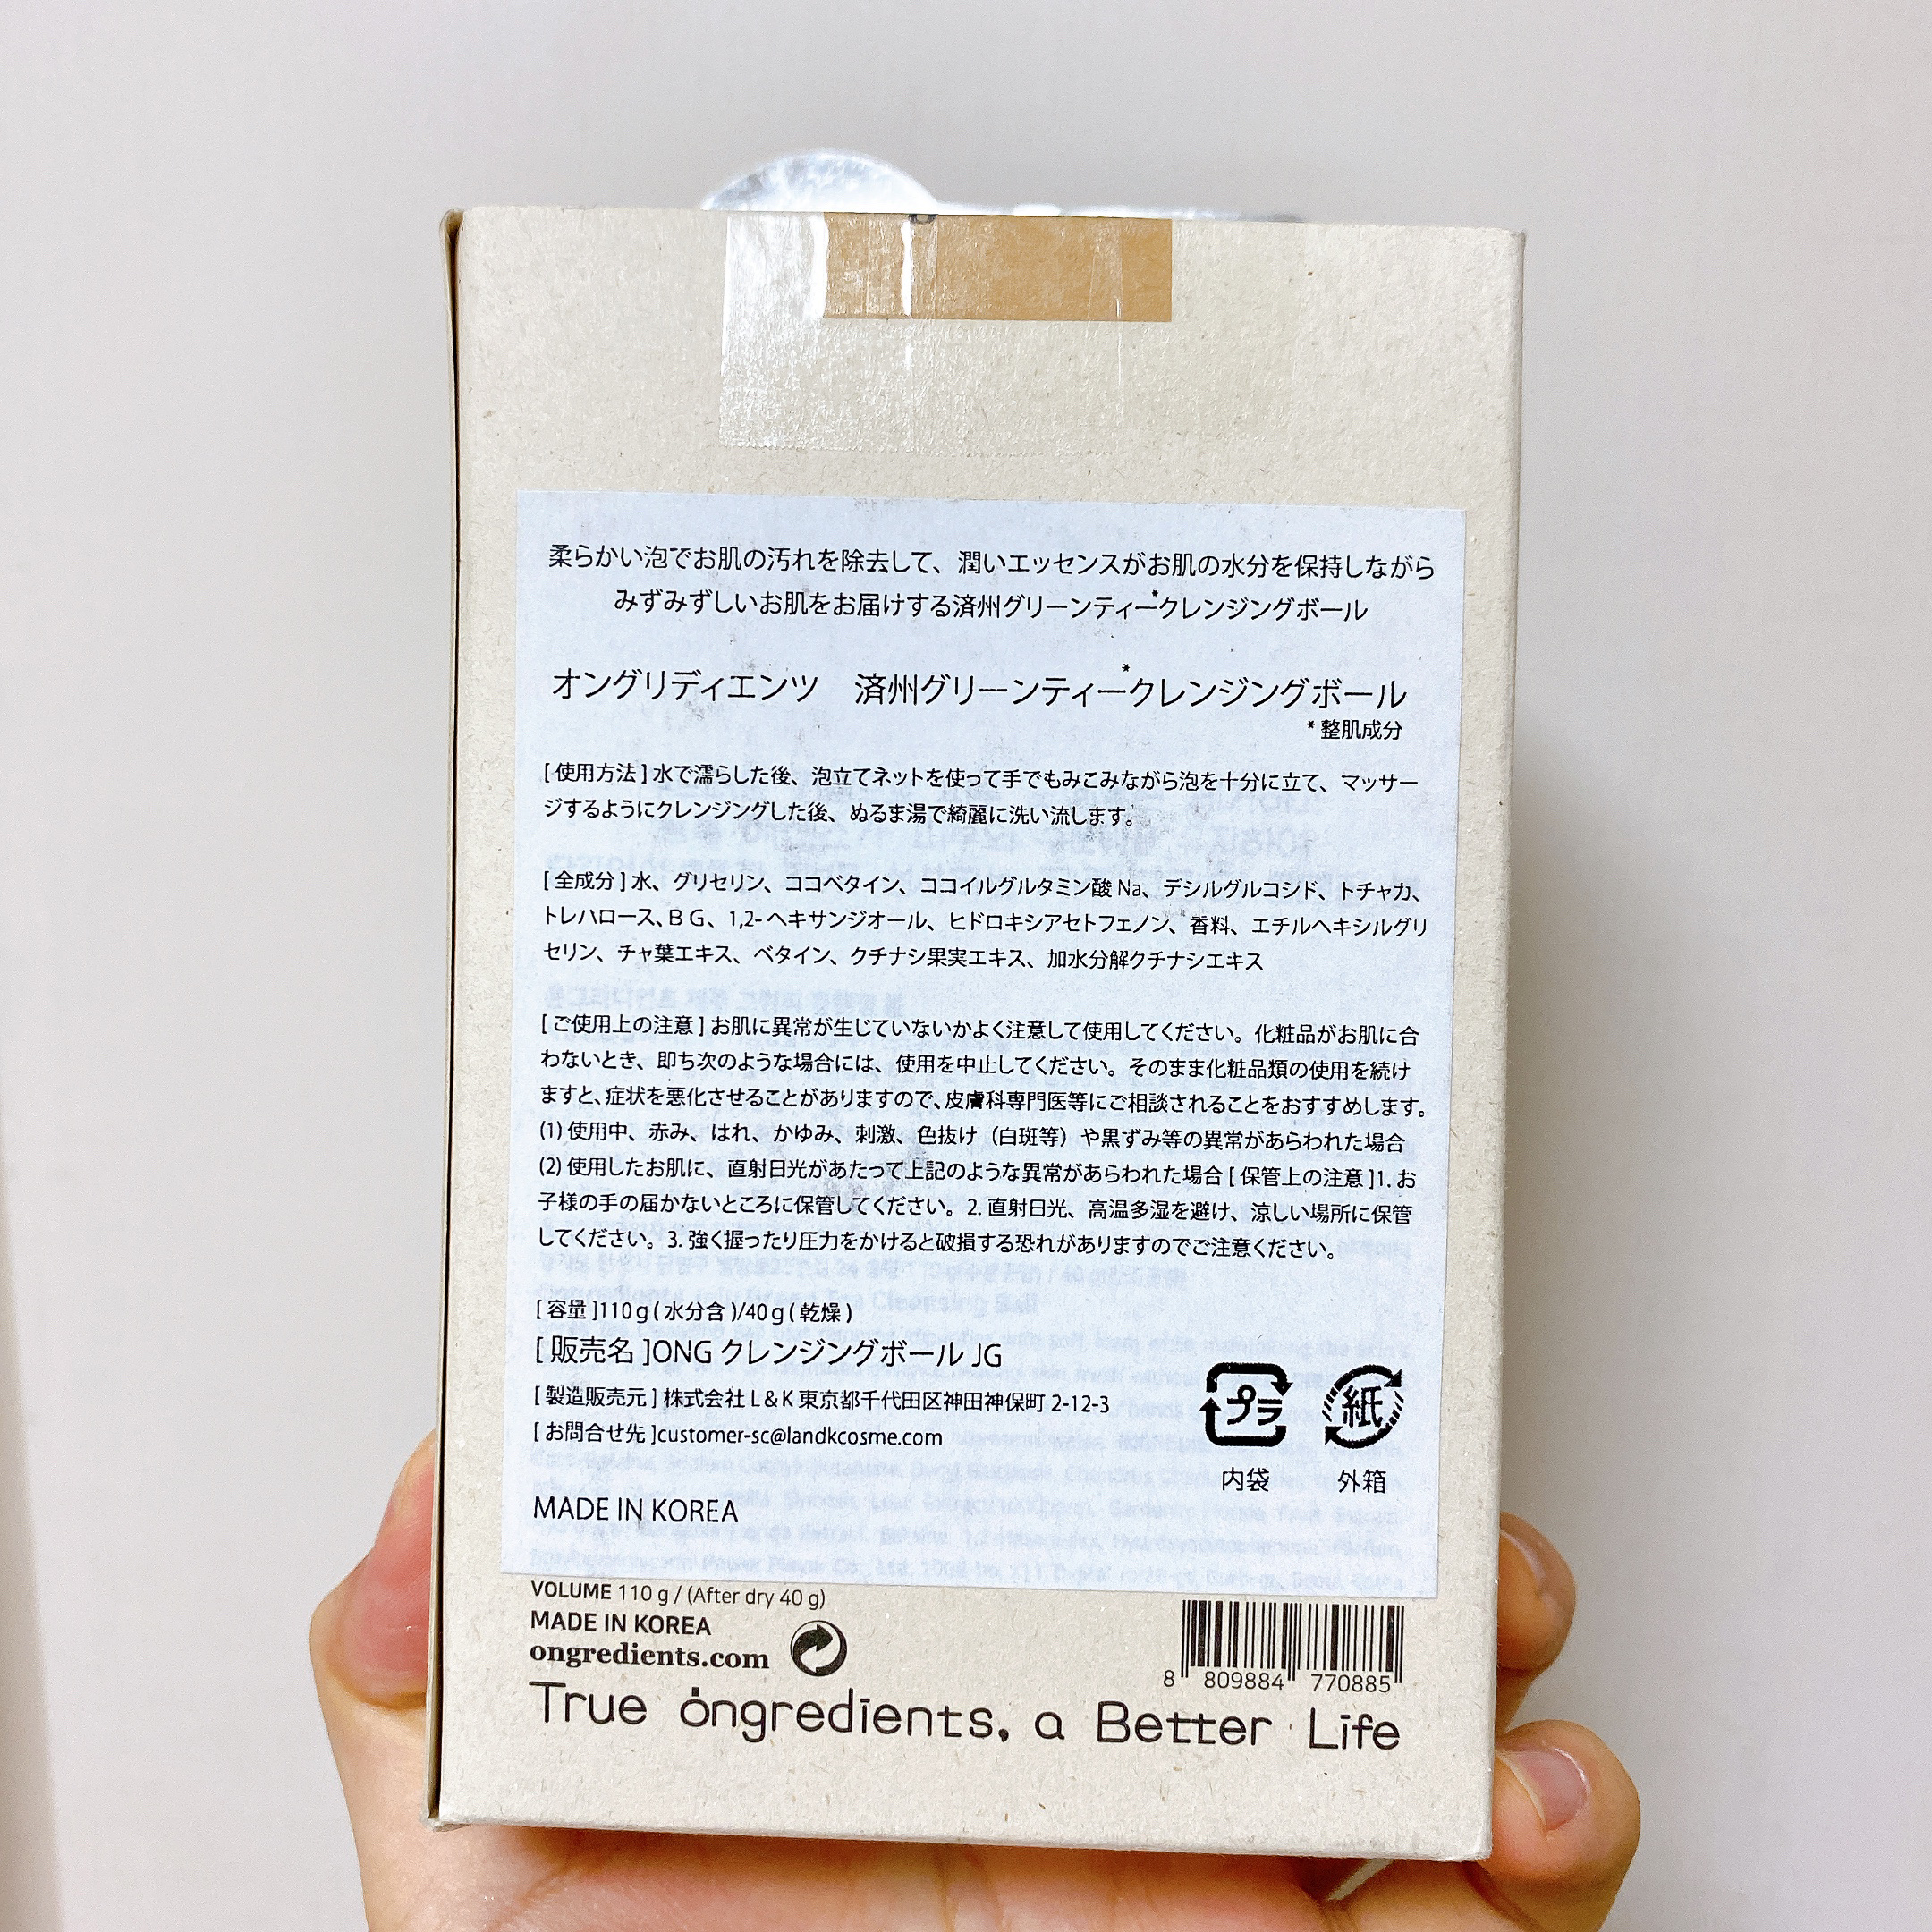 柔らかい泡でお肌の汚れを除去して、潤いエッセンスがお肌の水分を保持しながら
みずみずしいお肌をお届けする済州グリーンティー*クレンジングボール
オングリディエンツ　済州グリーンティー*クレンジングボール
*整肌成分
[使用方法]水で濡らした後、泡立てネットを使って手でもみこみながら泡を十分に立て、マッサー
ジするようにクレンジングした後、ぬるま湯で綺麗に洗い流します。
[全成分]水、グリセリン、ココベタイン、ココイルグルタミン酸Na、デシルグルコシド、トチャカ、
トレハロース、BG、1,2-ヘキサンジオール、ヒドロキシアセトフェノン、香料、エチルヘキシルグリ
セリン、チャ葉エキス、ベタイン、クチナシ果実エキス、加水分解クチナシエキス
[ご使用上の注意]お肌に異常が生じていないかよく注意して使用してください。化粧品がお肌に合
わないとき、即ち次のような場合には、使用を中止してください。そのまま化粧品類の使用を続け
ますと、症状を悪化させることがありますので、皮膚科専門医等にご相談されることをおすすめします。
(1)使用中、赤み、はれ、かゆみ、刺激、色抜け（白斑等）や黒ずみ等の異常があらわれた場合
(2)使用したお肌に、直射日光があたって上記のような異常があらわれた場合[保管上の注意]1.お
子様の手の届かないところに保管してください。2.直射日光、高温多湿を避け、涼しい場所に保管
してください。3.強く握ったり圧力をかけると破損する恐れがありますのでご注意ください。
[容量]110g(水分含)/40g(乾燥)
[販売名]ONGクレンジングボールJG
[製造販売元]株式会社L&K東京都千代田区神田神保町2-12-3
[お問合せ先]customer-sc@landkcosme.com
プラ 紙
内袋 外箱
MADE IN KOREA
VOLUME 110 g / (After dry 40 g)
MADE IN KOREA
ongredients.com
8 809884 770885
True öngredīents, a Better Life